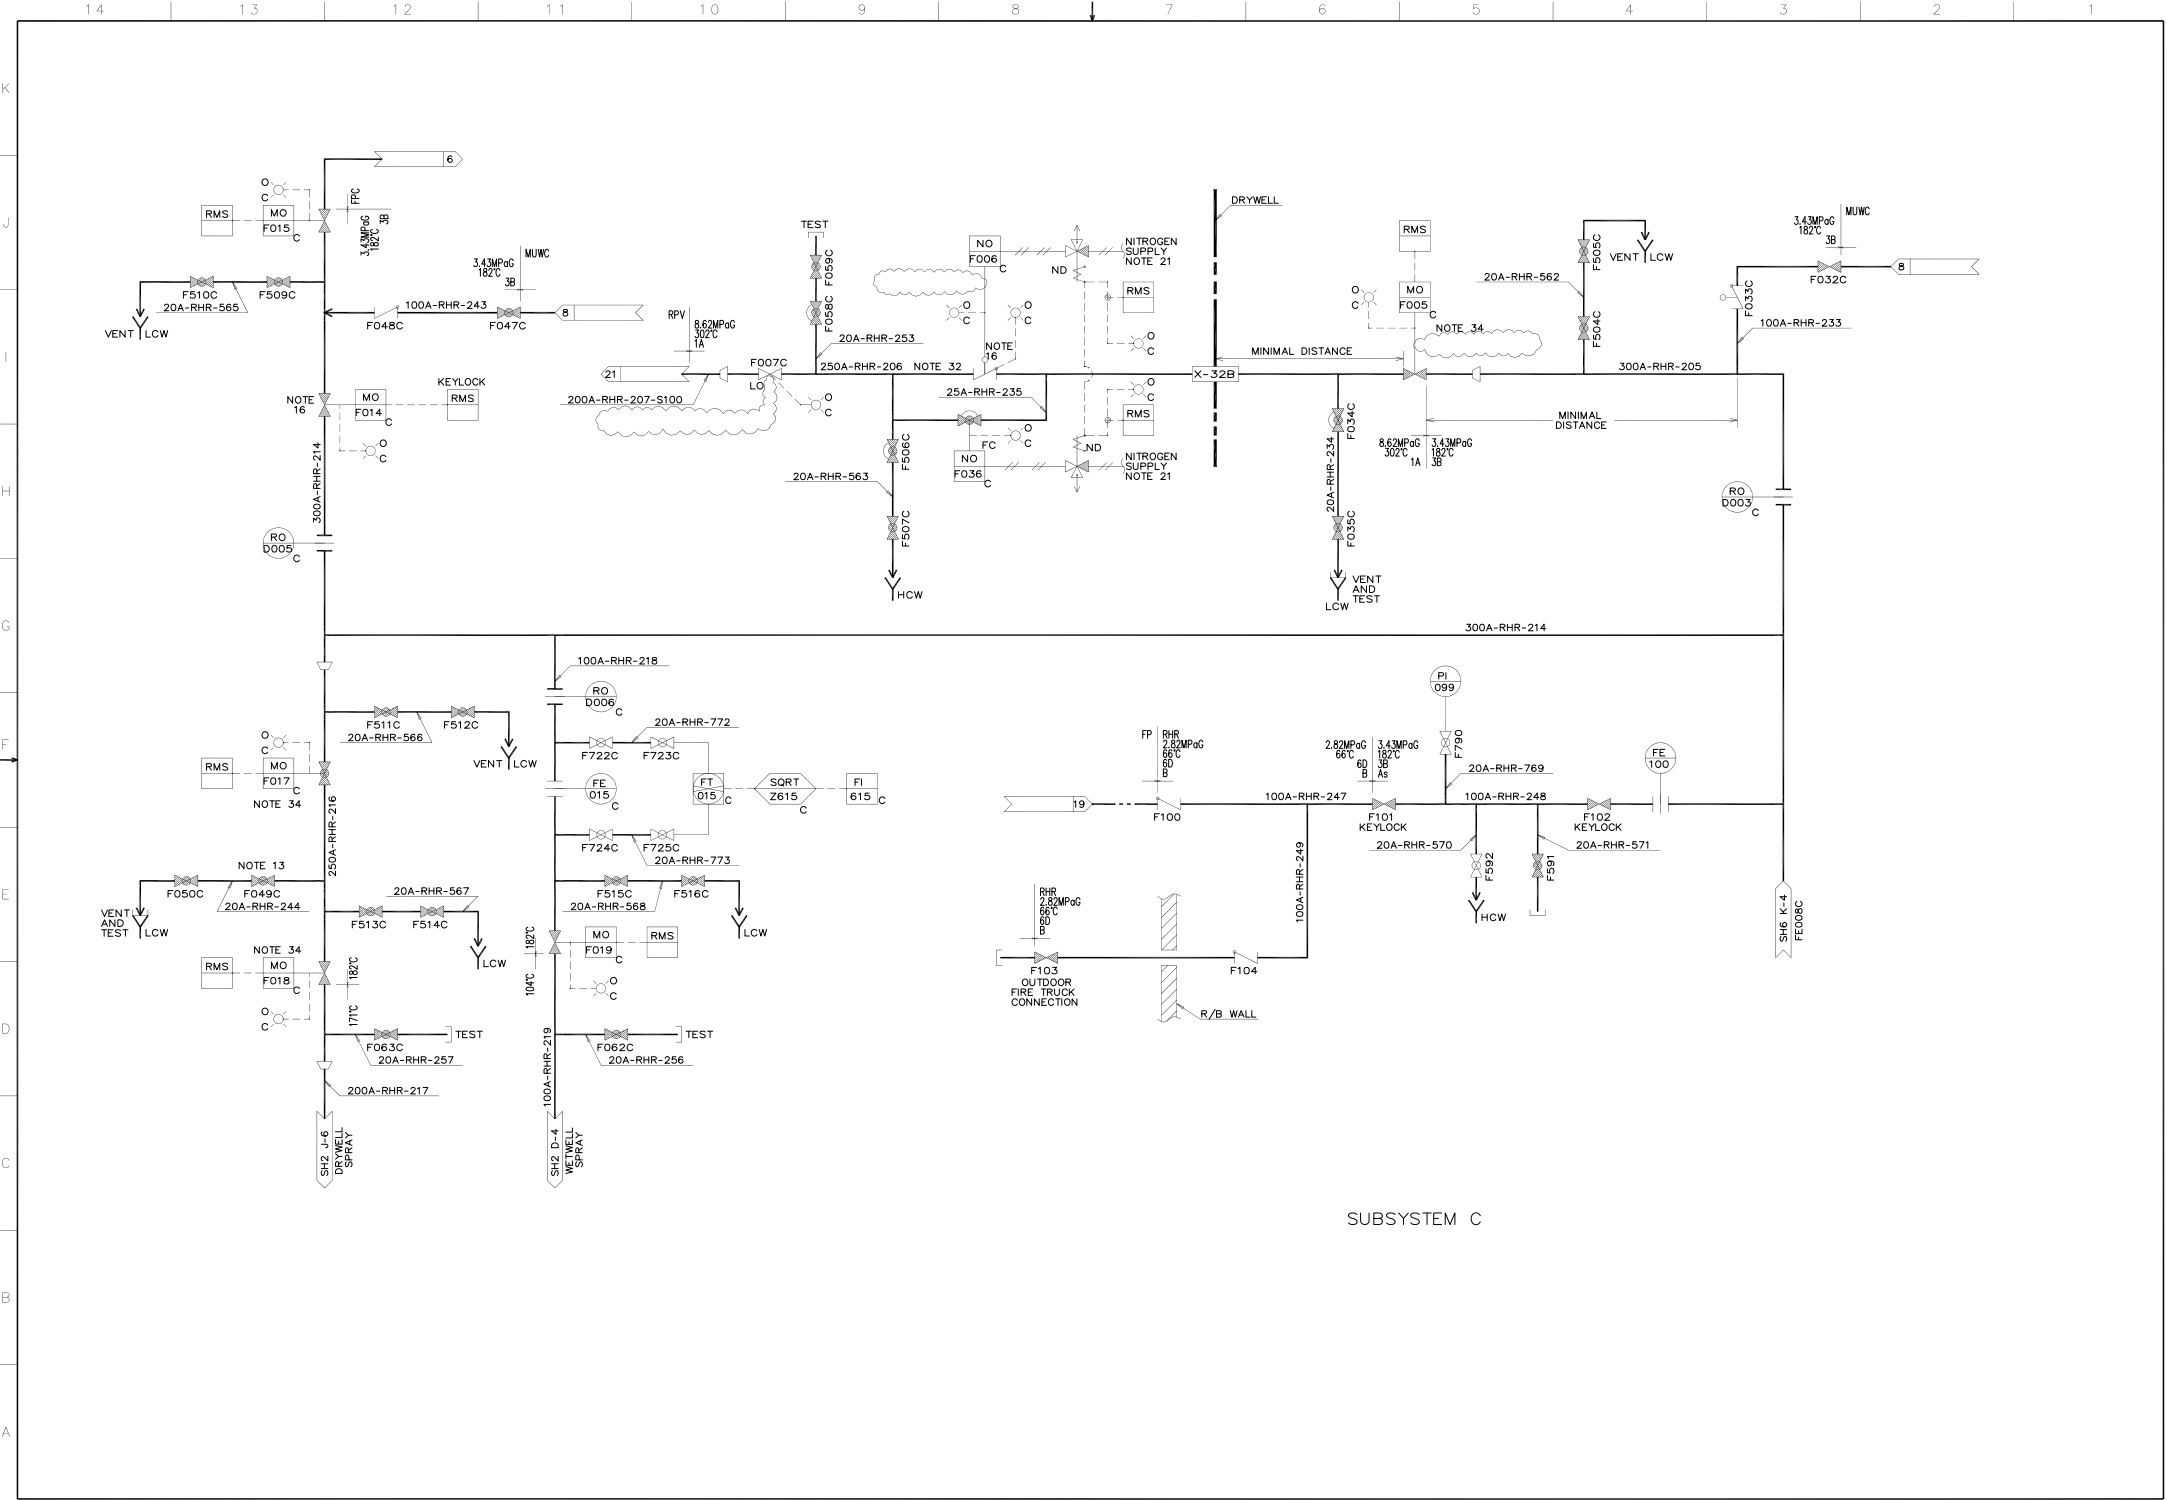 14 13 12 11 10 9 8 7 6 5 4 3 2 1
K
J
I
H
G
F
E
D
C
B
A
6
O
C
FPC
RMS
MO
F015
C
3.43MPaG
182℃
3B
MUWC
3.43MPaG
182℃
3B
F510C
F509C
20A-RHR-565
VENT
LCW
100A-RHR-243
F048C
F047C
8
NOTE
16
MO
F014
C
KEYLOCK
RMS
O
C
300A-RHR-214
RO
D005
C
RPV
8.62MPaG
302℃
1A
21
200A-RHR-207-S100
F007C
LO
O
C
TEST
F059C
F058C
20A-RHR-253
250A-RHR-206
NOTE 32
NO
F006
C
O
C
O
C
NOTE
16
25A-RHR-235
F506C
20A-RHR-563
F507C
HCW
FC
NO
F036
C
O
C
NITROGEN
SUPPLY
NOTE 21
ND
RMS
O
C
O
C
RMS
ND
NITROGEN
SUPPLY
NOTE 21
DRYWELL
X-32B
MINIMAL DISTANCE
RMS
MO
F005
C
O
C
NOTE 34
F034C
20A-RHR-234
F035C
VENT
AND
TEST
LCW
8.62MPaG
302℃
1A
3.43MPaG
182℃
3B
MINIMAL
DISTANCE
20A-RHR-562
F505C
F504C
VENT
LCW
3.43MPaG
182℃
3B
MUWC
F032C
8
F033C
100A-RHR-233
300A-RHR-205
RO
D003
C
300A-RHR-214
100A-RHR-218
RO
D006
C
F511C
F512C
20A-RHR-566
VENT
LCW
O
C
RMS
MO
F017
C
NOTE 34
250A-RHR-216
NOTE 13
F050C
F049C
20A-RHR-244
VENT
AND
TEST
LCW
20A-RHR-567
F513C
F514C
LCW
NOTE 34
RMS
MO
F018
C
182℃
171℃
O
C
F063C
TEST
20A-RHR-257
200A-RHR-217
SH2 J-6
DRYWELL
SPRAY
20A-RHR-772
F722C
F723C
FE
015
C
FT
015
C
SQRT
Z615
C
FI
615
C
F724C
F725C
20A-RHR-773
F515C
F516C
20A-RHR-568
LCW
182℃
104℃
MO
F019
C
RMS
O
C
F062C
TEST
20A-RHR-256
100A-RHR-219
SH2 D-4
WETWELL
SPRAY
FP
RHR
2.82MPaG
66℃
6D
B
19
F100
100A-RHR-247
2.82MPaG
66℃
6D
B
3.43MPaG
182℃
3B
As
F101
KEYLOCK
PI
099
F790
20A-RHR-769
100A-RHR-248
F102
KEYLOCK
FE
100
20A-RHR-570
F592
HCW
20A-RHR-571
F591
100A-RHR-249
RHR
2.82MPaG
66℃
6D
B
F103
OUTDOOR
FIRE TRUCK
CONNECTION
F104
R/B WALL
SH6 K-4
FE008C
SUBSYSTEM C